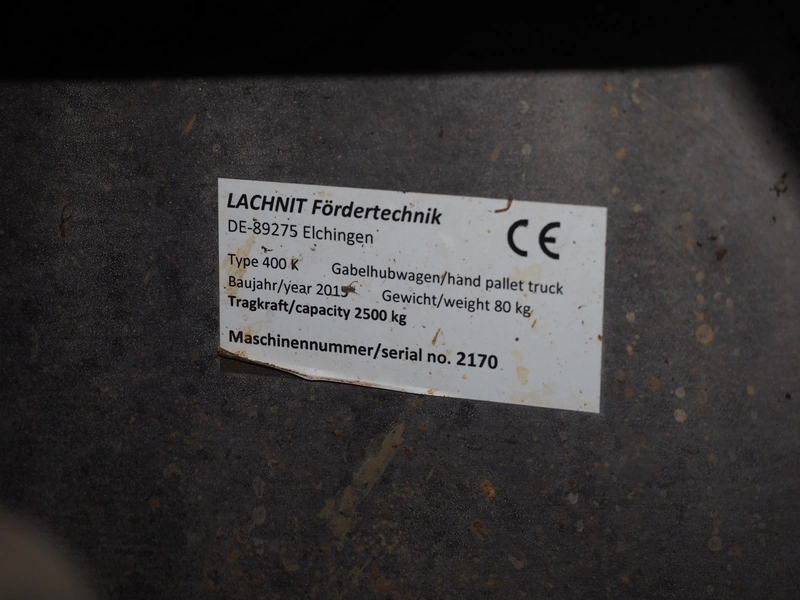 LACHNIT Fördertechnik
CE
DE-89275 Elchingen
Type 400 K Gabelhubwagen/hand pallet truck
Baujahr/year 2015 Gewicht/weight 80 kg
Tragkraft/capacity 2500 kg
Maschinennummer/serial no. 2170